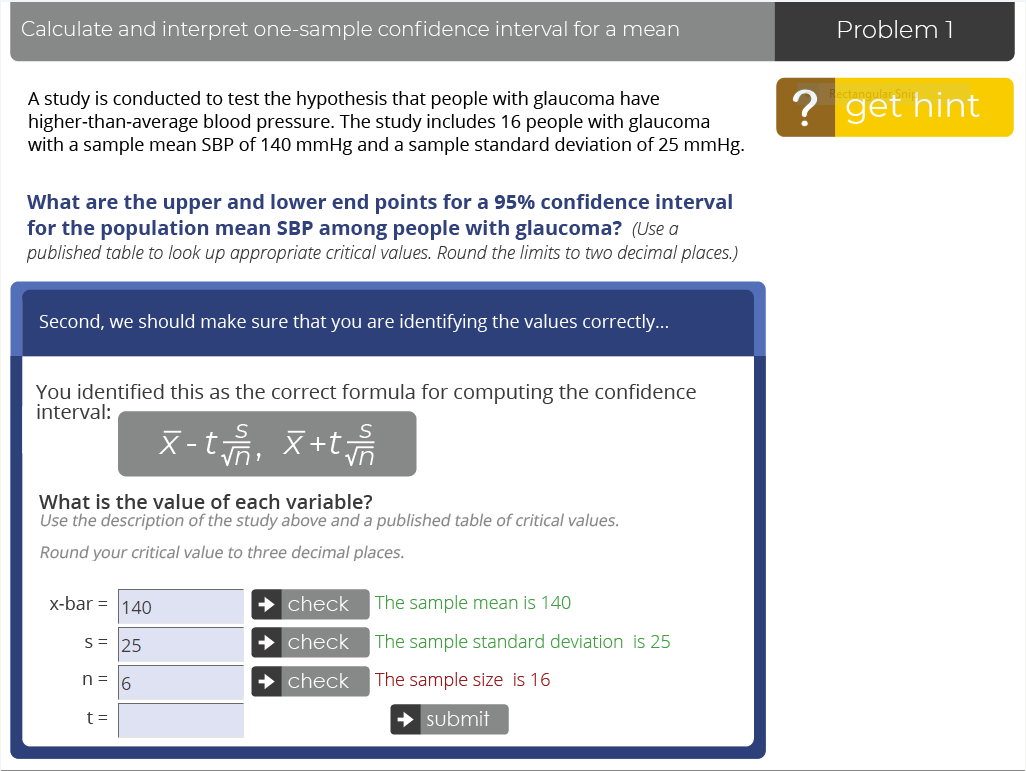 Calculate and interpret one-sample confidence interval for a mean
Problem 1
A study is conducted to test the hypothesis that people with glaucoma have
higher-than-average blood pressure. The study includes 16 people with glaucoma
with a sample mean SBP of 140 mmHg and a sample standard deviation of 25 mmHg.
? get hint
Rectangular Snip
What are the upper and lower end points for a 95% confidence interval
for the population mean SBP among people with glaucoma? (Use a
published table to look up appropriate critical values. Round the limits to two decimal places.)
Second, we should make sure that you are identifying the values correctly...
You identified this as the correct formula for computing the confidence
interval:
x̅ - t s/√n, x̅ + t s/√n
What is the value of each variable?
Use the description of the study above and a published table of critical values.
Round your critical value to three decimal places.
x-bar = 140 check The sample mean is 140
s = 25 check The sample standard deviation is 25
n = 6 check The sample size is 16
t = submit